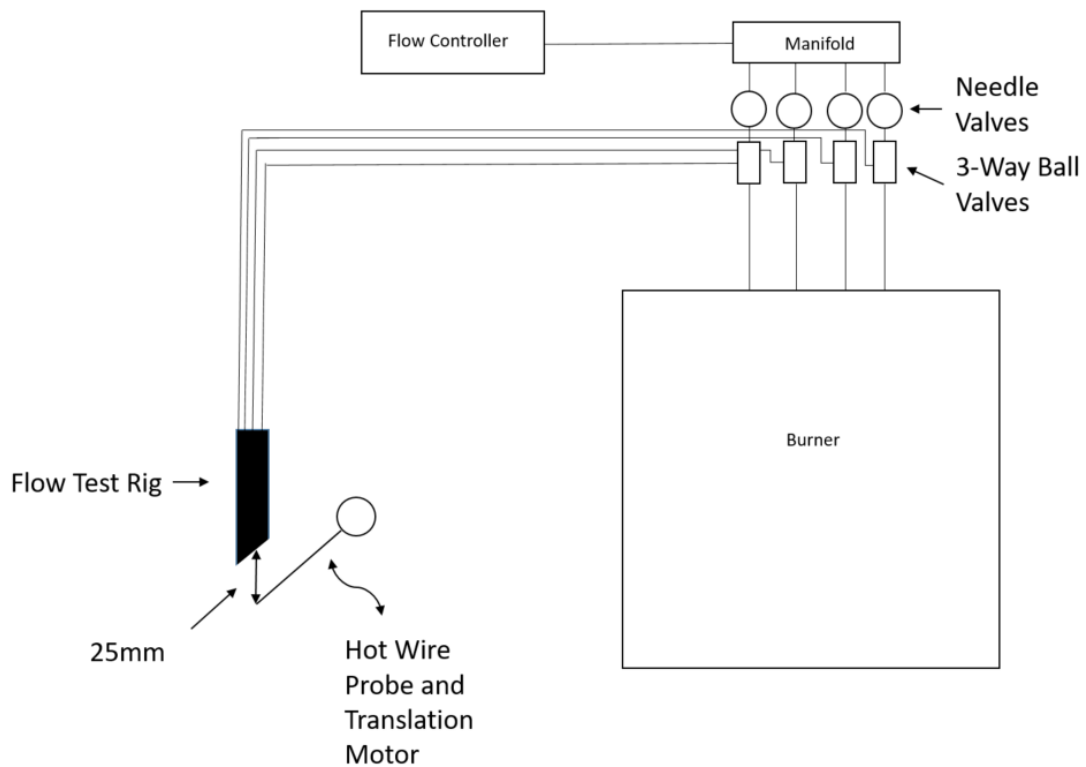 Flow Controller
Manifold
Needle
Valves
3-Way Ball
Valves
Burner
Flow Test Rig
25mm
Hot Wire
Probe and
Translation
Motor